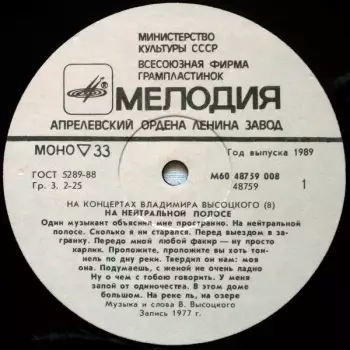 МИНИСТЕРСТВО
КУЛЬТУРЫ СССР
ВСЕСОЮЗНАЯ ФИРМА
ГРАМПЛАСТИНОК
МЕЛОДИЯ
АПРЕЛЕВСКИЙ ОРДЕНА ЛЕНИНА ЗАВОД
МОНО ▽ 33
Год выпуска 1989
ГОСТ 5289-88
Гр. 3. 2-25
М60 48759 008
48759
1
НА КОНЦЕРТАХ ВЛАДИМИРА ВЫСОЦКОГО (8)
НА НЕЙТРАЛЬНОЙ ПОЛОСЕ
Один музыкант объяснил мне пространно. На нейтральной
полосе. Сколько я ни старался. Перед выездом в за-
гранку. Передо мной любой факир — ну просто
карлик. Проложите, проложите вы хоть тон-
нель по дну реки. Твердил он нам: моя
она. Подумаешь, с женой не очень ладно
Ну о чем с тобою говорить. У меня
запой от одиночества. В этом доме
большом. На реке ль, на озере
Музыка и слова В. Высоцкого
Запись 1977 г.